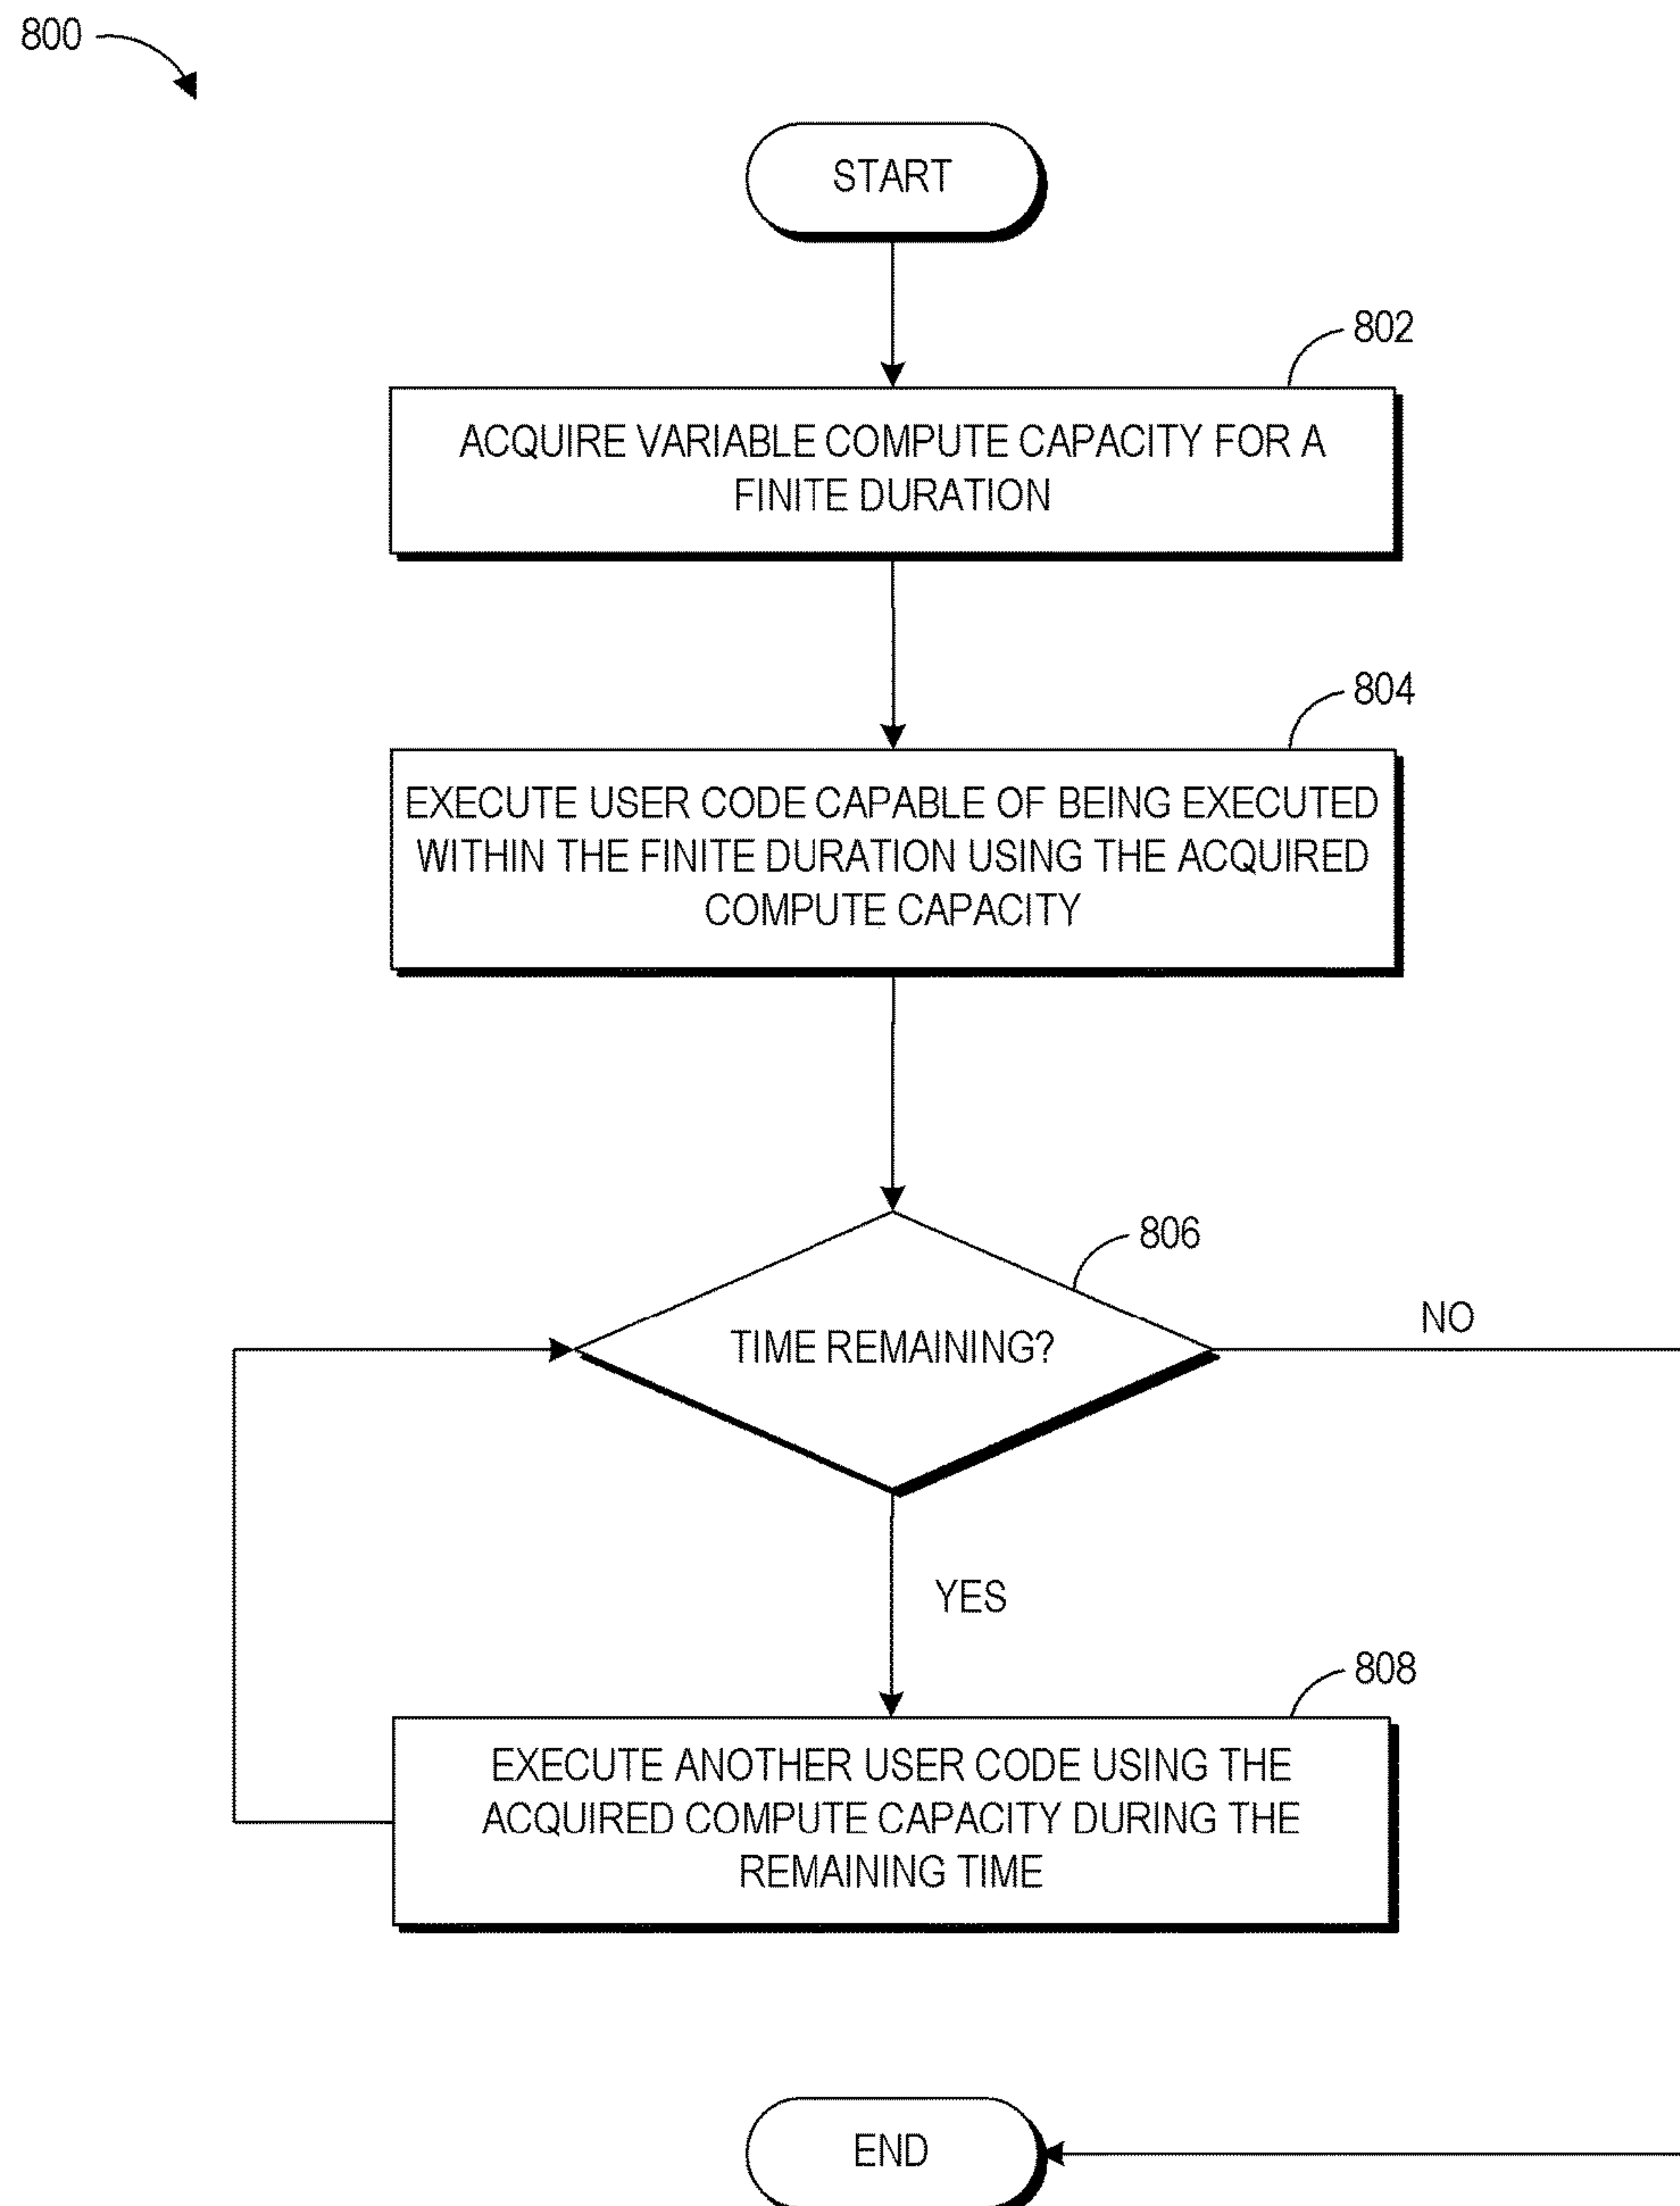 800
START
802
ACQUIRE VARIABLE COMPUTE CAPACITY FOR A
FINITE DURATION
804
EXECUTE USER CODE CAPABLE OF BEING EXECUTED
WITHIN THE FINITE DURATION USING THE ACQUIRED
COMPUTE CAPACITY
806
TIME REMAINING?
NO
YES
808
EXECUTE ANOTHER USER CODE USING THE
ACQUIRED COMPUTE CAPACITY DURING THE
REMAINING TIME
END